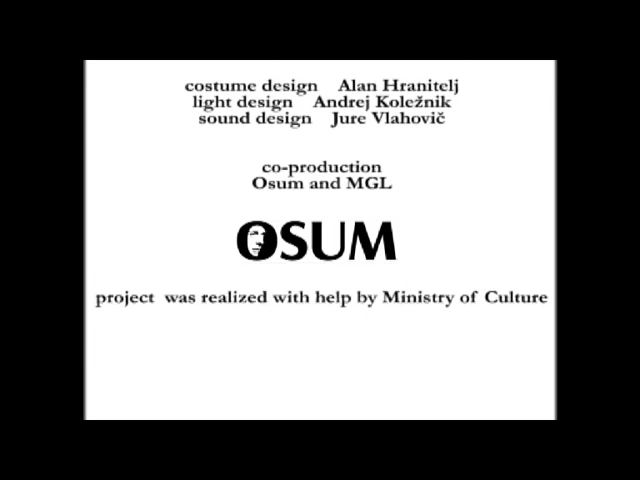 costume design Alan Hranitelj
light design Andrej Koležnik
sound design Jure Vlahovič
co-production
Osum and MGL
OSUM
project was realized with help by Ministry of Culture